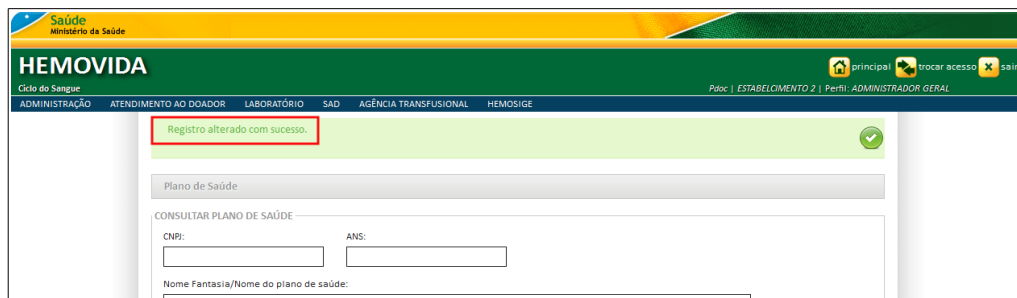 Saúde
Ministério da Saúde
HEMOVIDA
principal trocar acesso sair
Ciclo do Sangue
Pdoc | ESTABELCIMENTO 2 | Perfil: ADMINISTRADOR GERAL
ADMINISTRAÇÃO ATENDIMENTO AO DOADOR LABORATÓRIO SAD AGÊNCIA TRANSFUSIONAL HEMOSIGE
Registro alterado com sucesso.
Plano de Saúde
CONSULTAR PLANO DE SAÚDE
CNPJ: ANS:
Nome Fantasia/Nome do plano de saúde: